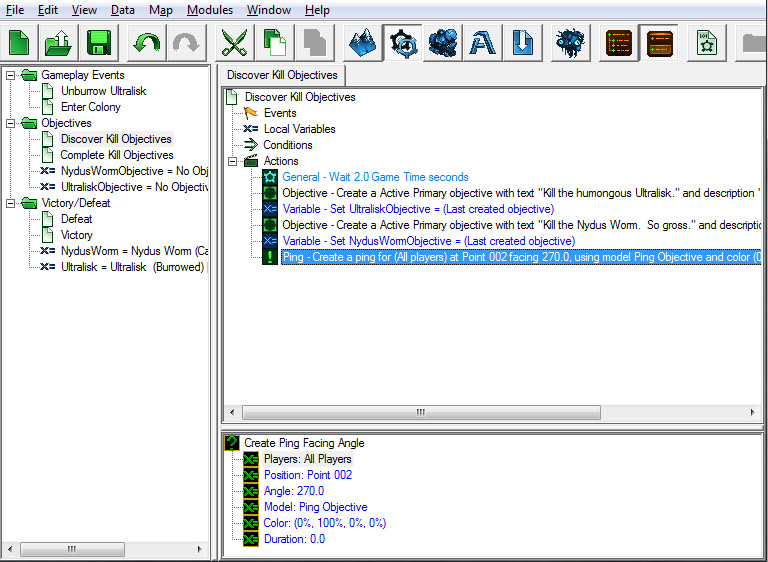 File Edit View Data Map Modules Window Help
Gameplay Events
Unburrow Ultralisk
Enter Colony
Objectives
Discover Kill Objectives
Complete Kill Objectives
NydusWormObjective = No Obj
UltraliskObjective = No Objectiv
Victory/Defeat
Defeat
Victory
NydusWorm = Nydus Worm (Ca
Ultralisk = Ultralisk (Burrowed)
Discover Kill Objectives
Discover Kill Objectives
Events
Local Variables
Conditions
Actions
General - Wait 2.0 Game Time seconds
Objective - Create a Active Primary objective with text "Kill the humongous Ultralisk." and description "
Variable - Set UltraliskObjective = (Last created objective)
Objective - Create a Active Primary objective with text "Kill the Nydus Worm.  So gross." and descriptio
Variable - Set NydusWormObjective = (Last created objective)
Ping - Create a ping for (All players) at Point 002 facing 270.0, using model Ping Objective and color (0
Create Ping Facing Angle
Players: All Players
Position: Point 002
Angle: 270.0
Model: Ping Objective
Color: (0%, 100%, 0%, 0%)
Duration: 0.0